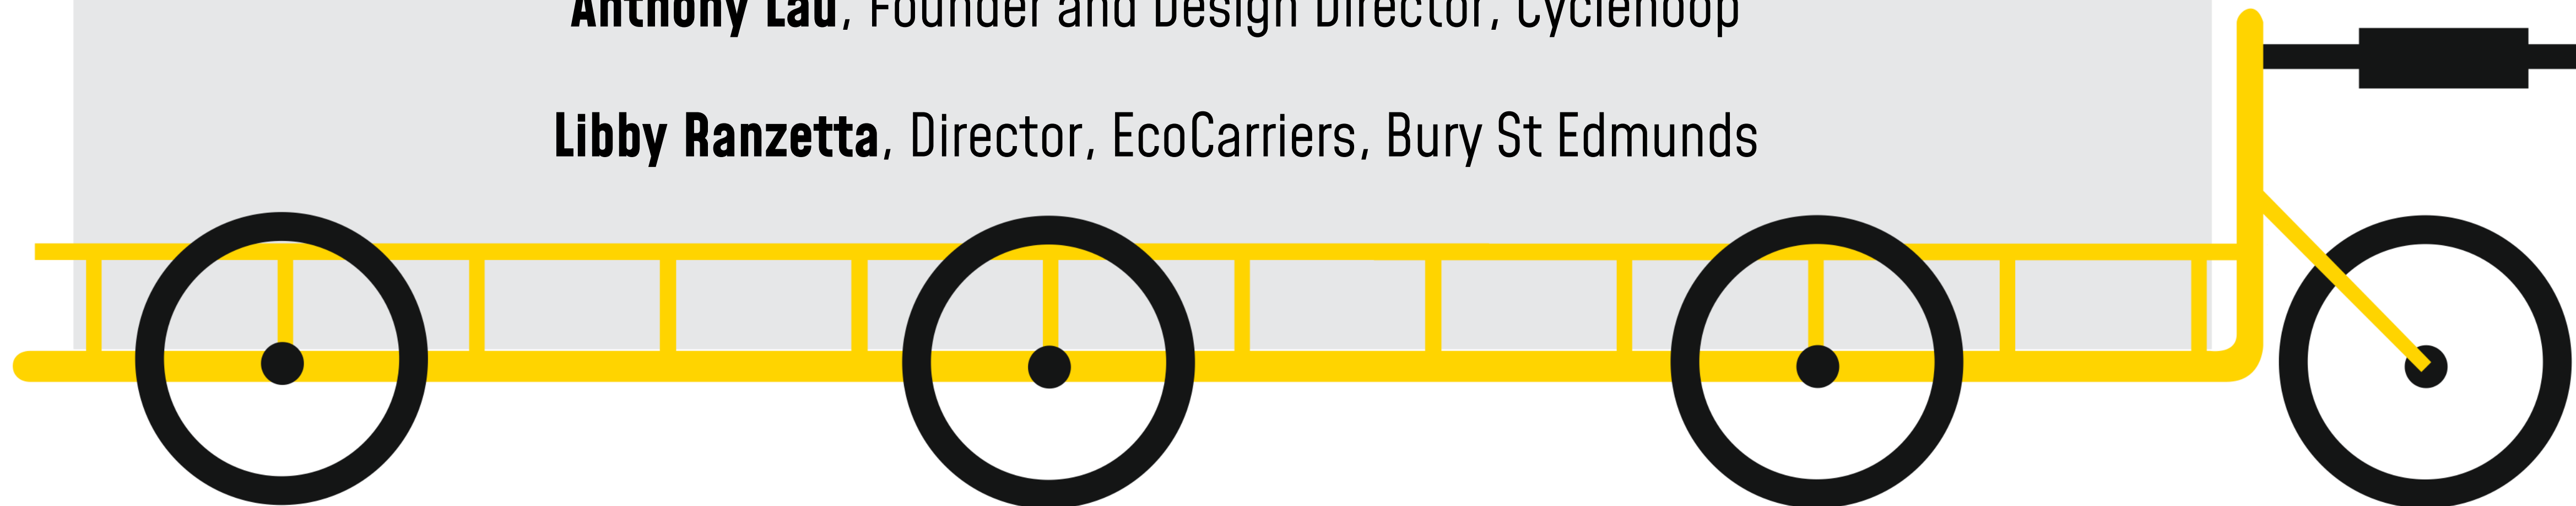 Anthony Lau, Founder and Design Director, Cyclehoop
Libby Ranzetta, Director, EcoCarriers, Bury St Edmunds